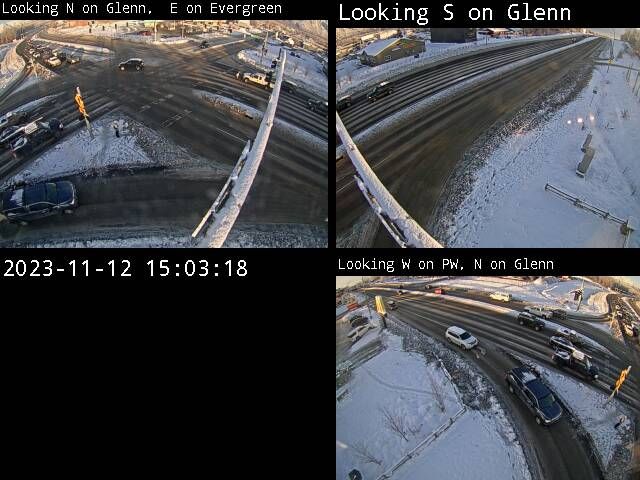 Looking N on Glenn,  E on Evergreen
Looking S on Glenn
2023-11-12 15:03:18
Looking W on PW, N on Glenn